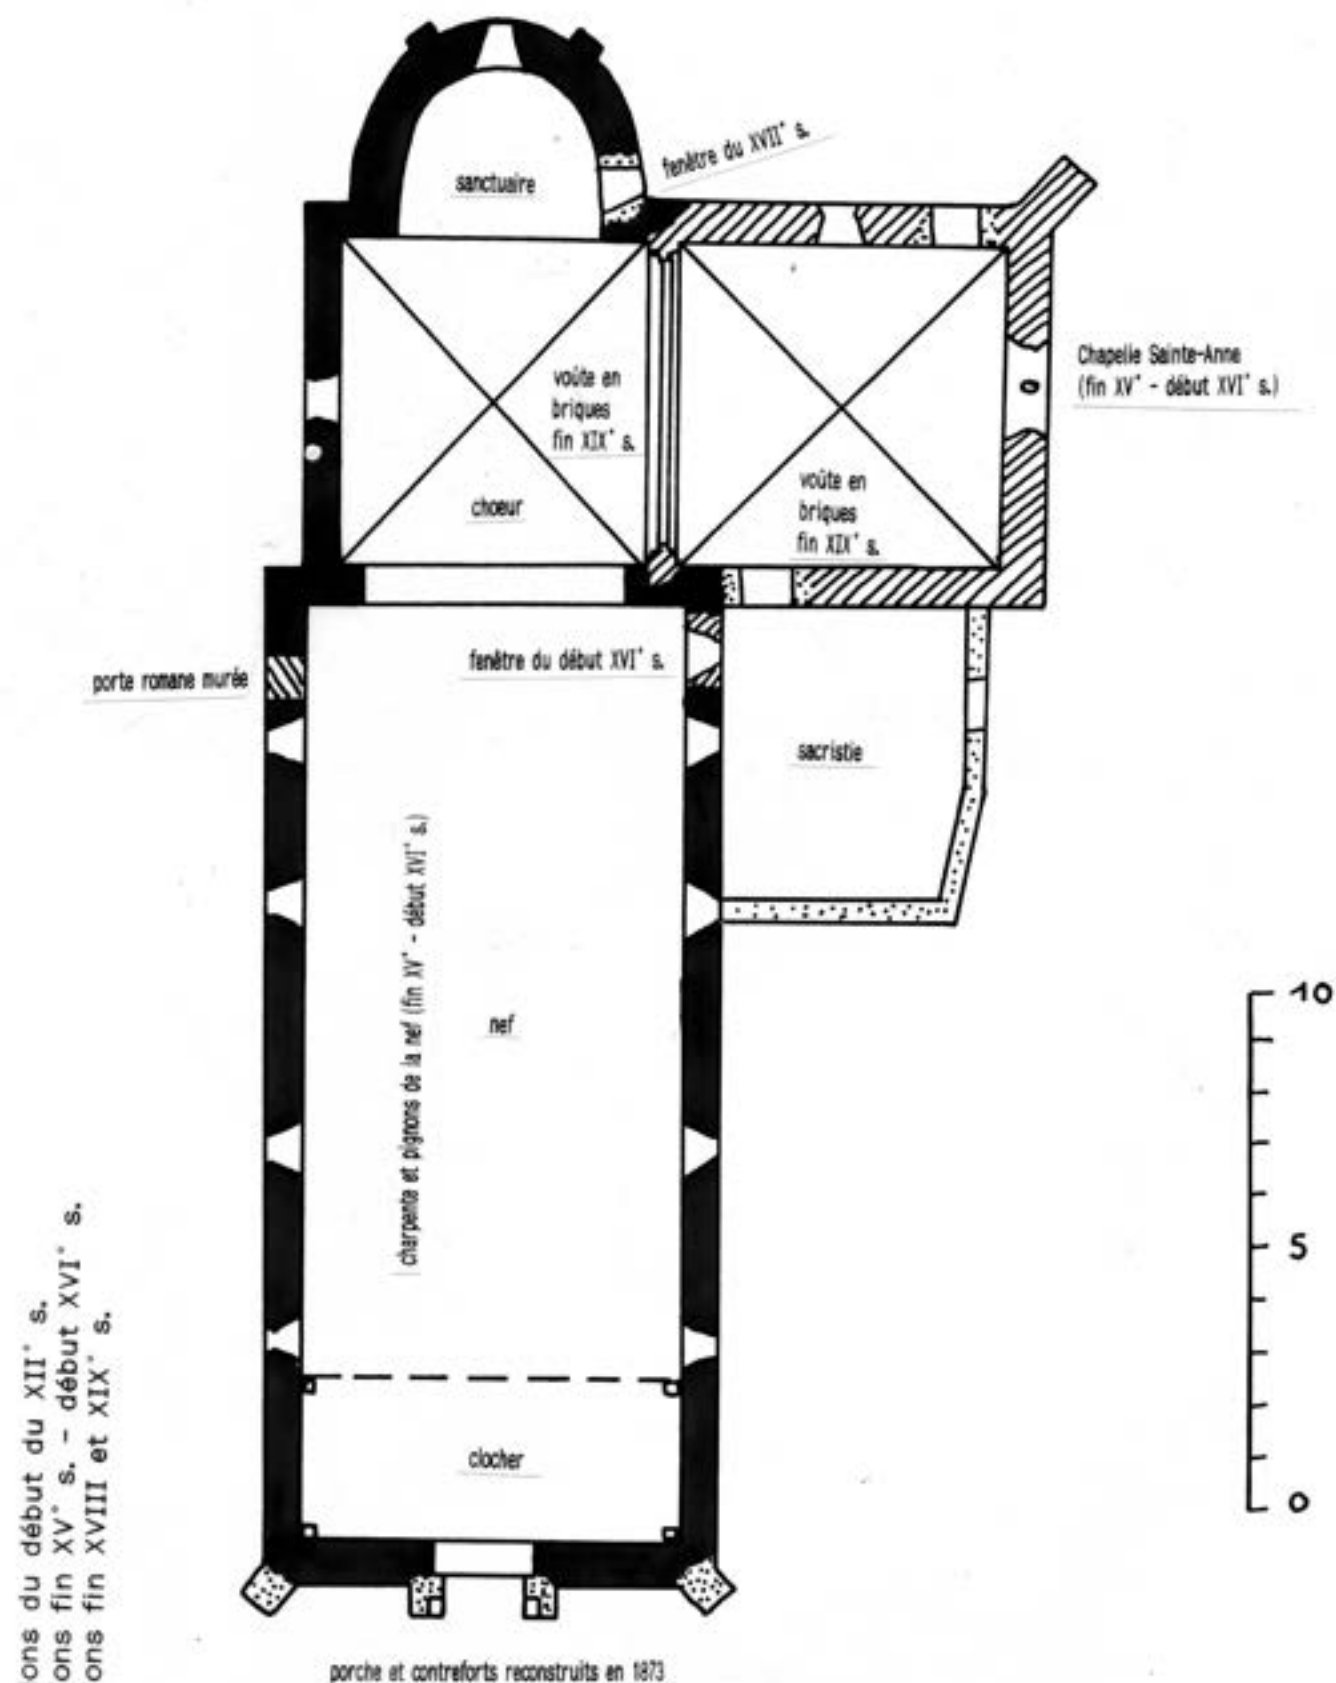 fenêtre du XVII° s.
sanctuaire
Chapelle Sainte-Anne
(fin XV° - début XVI° s.)
voûte en
briques
fin XIX° s.
choeur
voûte en
briques
fin XIX° s.
porte romane murée
fenêtre du début XVI° s.
sacristie
charpente et pignons de la nef (fin XV° - début XVI° s.)
nef
10
5
0
clocher
ons du début du XII° s.
ons fin XV° s. - début XVI° s.
ons fin XVIII et XIX° s.
porche et contreforts reconstruits en 1873